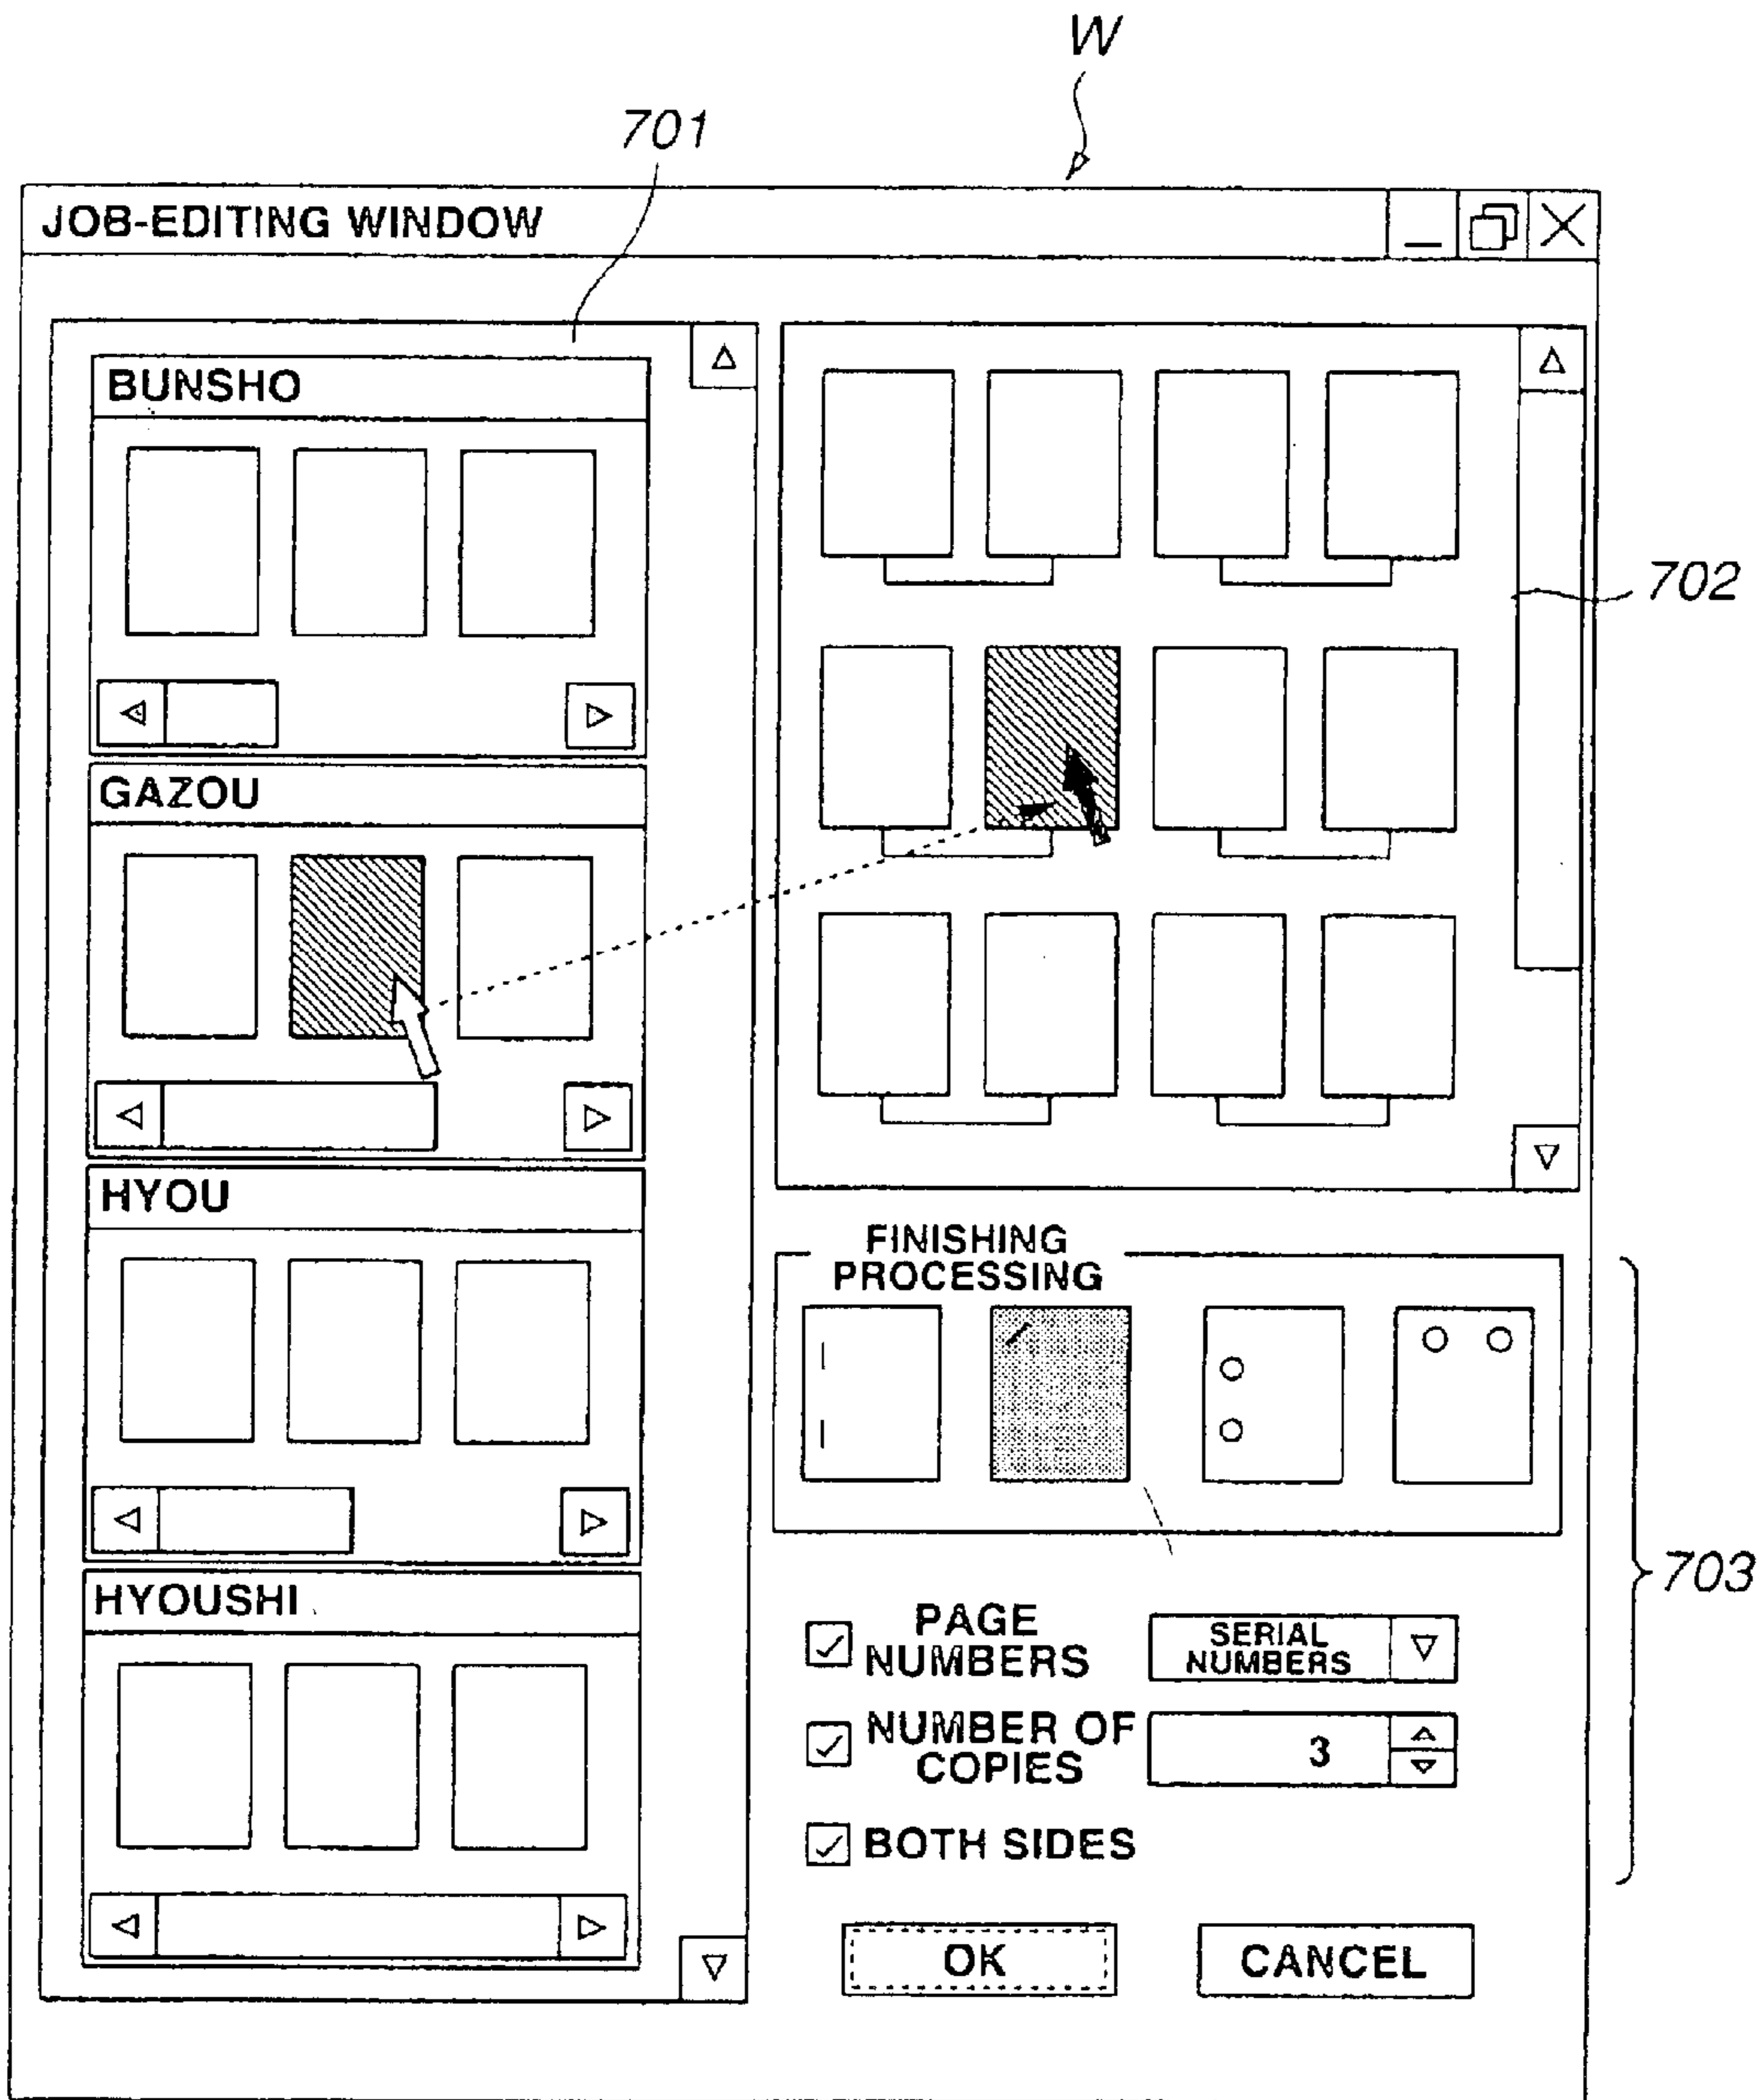 W
701
JOB-EDITING WINDOW
BUNSHO
GAZOU
HYOU
HYOUSHI
702
FINISHING
PROCESSING
703
PAGE
NUMBERS
SERIAL
NUMBERS
NUMBER OF
COPIES
3
BOTH SIDES
OK
CANCEL